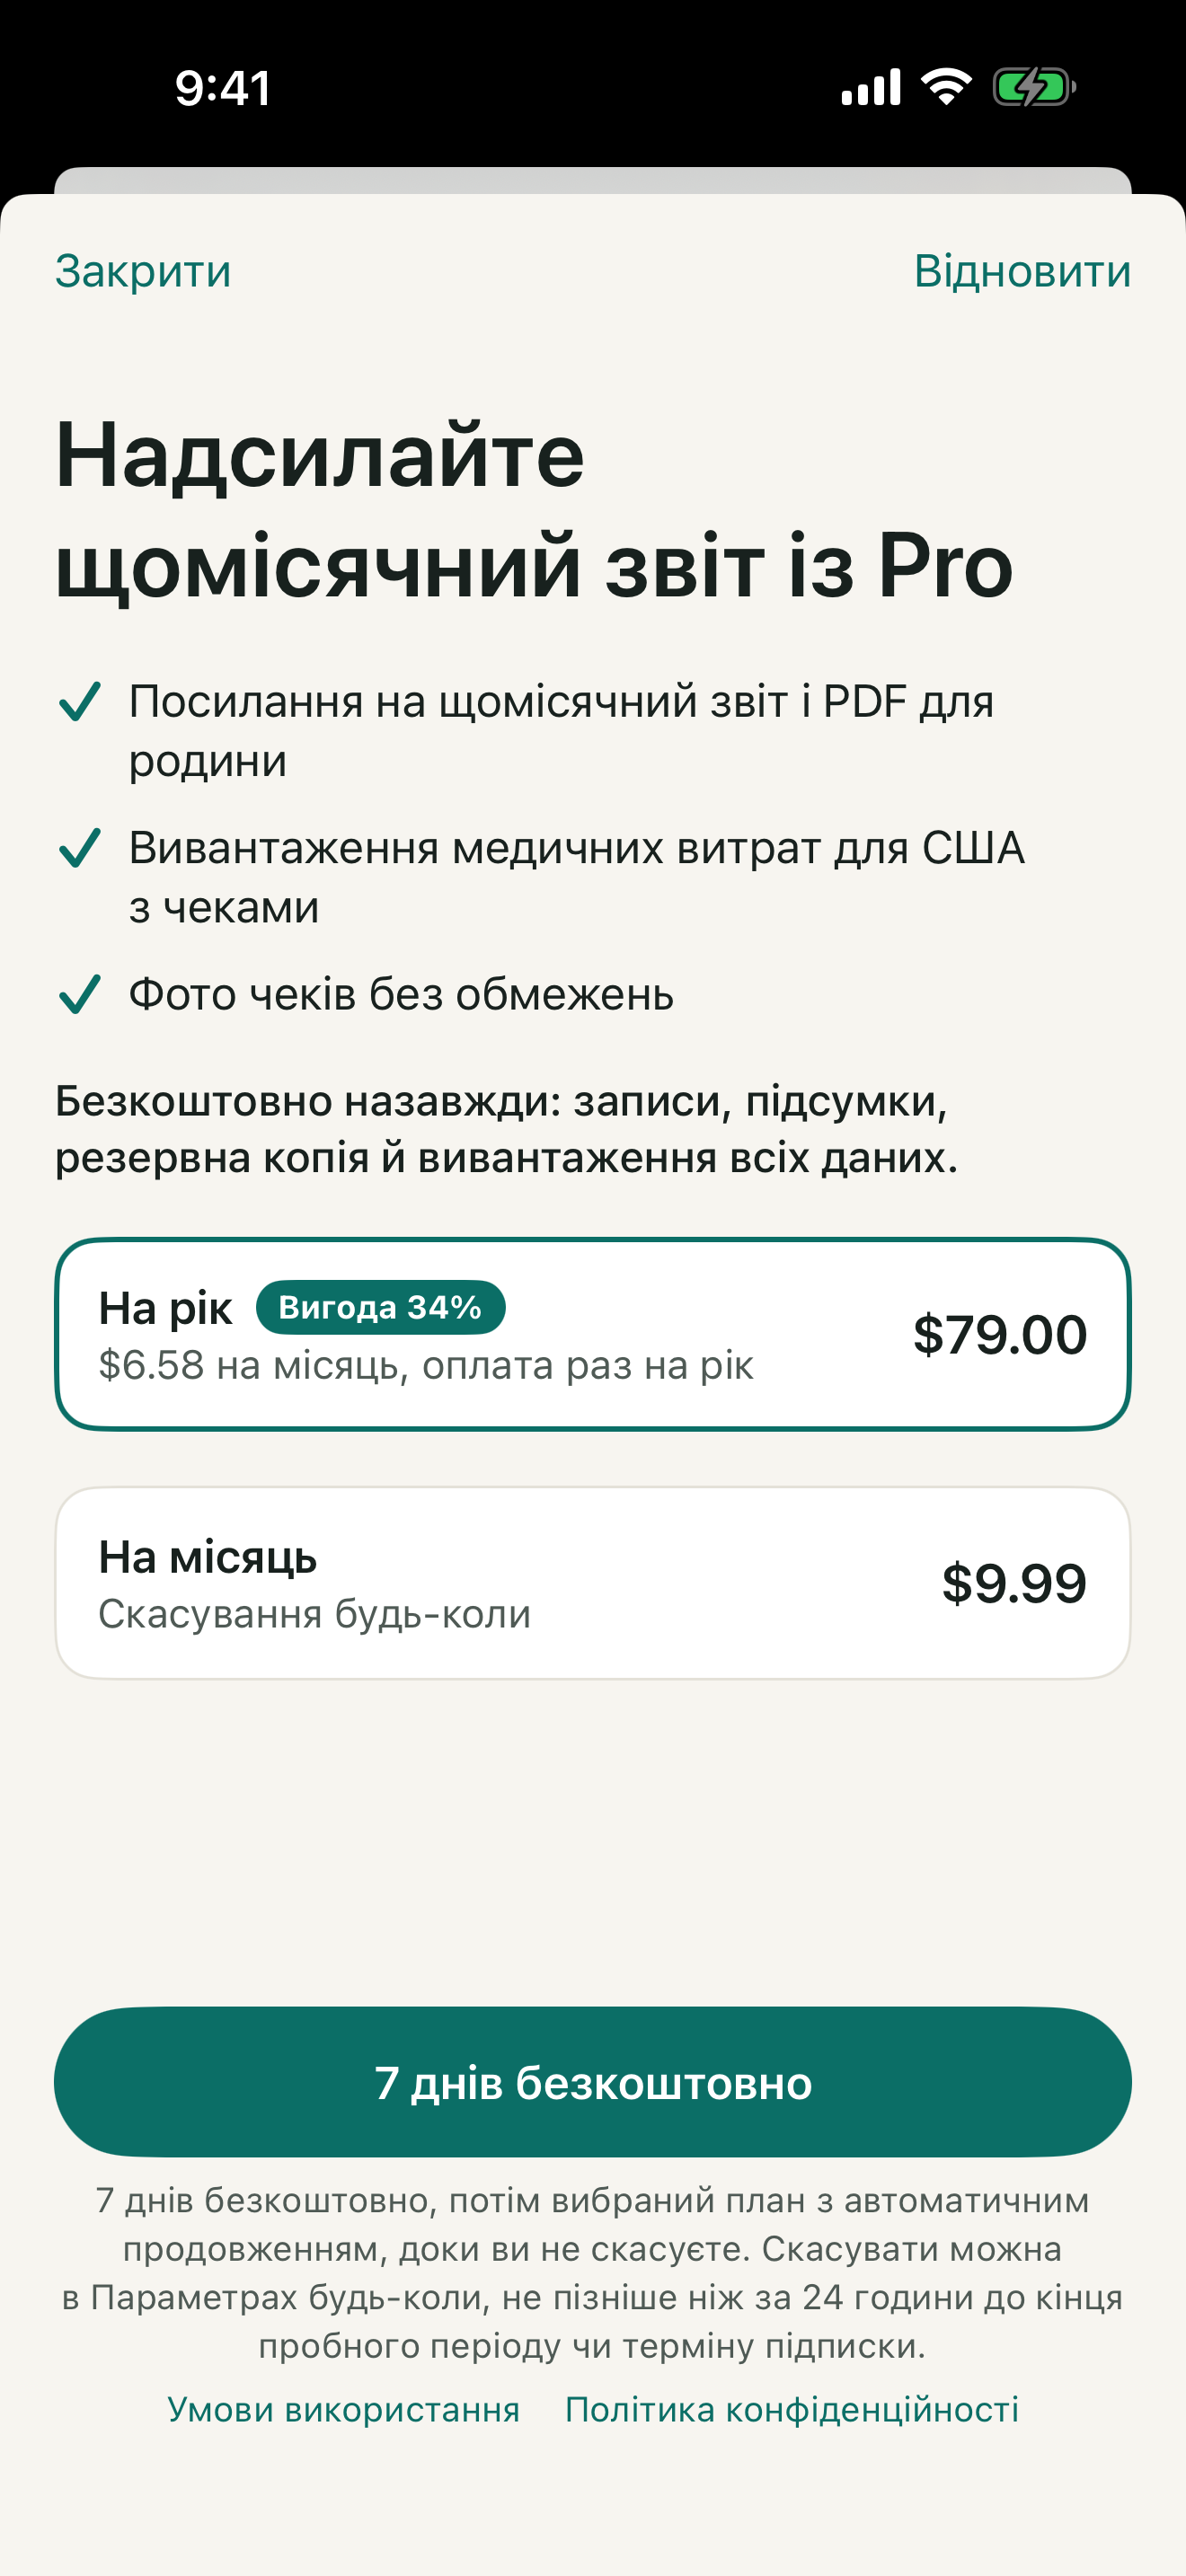 9:41
Закрити
Відновити
Надсилайте
щомісячний звіт із Pro
Посилання на щомісячний звіт і PDF для
родини
Вивантаження медичних витрат для США
з чеками
Фото чеків без обмежень
Безкоштовно назавжди: записи, підсумки,
резервна копія й вивантаження всіх даних.
На рік
Вигода 34%
$6.58 на місяць, оплата раз на рік
$79.00
На місяць
Скасування будь-коли
$9.99
7 днів безкоштовно
7 днів безкоштовно, потім вибраний план з автоматичним
продовженням, доки ви не скасуєте. Скасувати можна
в Параметрах будь-коли, не пізніше ніж за 24 години до кінця
пробного періоду чи терміну підписки.
Умови використання
Політика конфіденційності